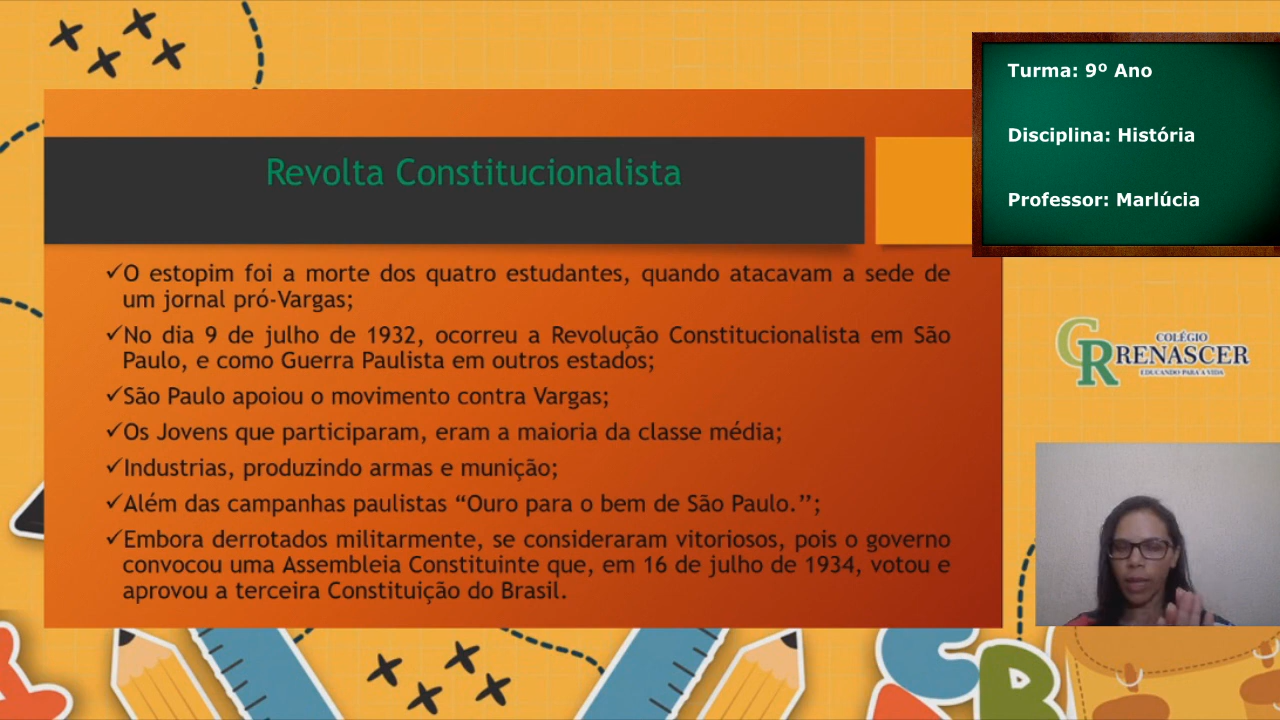 Turma: 9º Ano
Disciplina: História
Professor: Marlúcia
Revolta Constitucionalista
O estopim foi a morte dos quatro estudantes, quando atacavam a sede de
um jornal pró-Vargas;
No dia 9 de julho de 1932, ocorreu a Revolução Constitucionalista em São
Paulo, e como Guerra Paulista em outros estados;
São Paulo apoiou o movimento contra Vargas;
Os Jovens que participaram, eram a maioria da classe média;
Industrias, produzindo armas e munição;
Além das campanhas paulistas “Ouro para o bem de São Paulo.”;
Embora derrotados militarmente, se consideraram vitoriosos, pois o governo
convocou uma Assembleia Constituinte que, em 16 de julho de 1934, votou e
aprovou a terceira Constituição do Brasil.
COLÉGIO
CR RENASCER
EDUCANDO PARA A VIDA